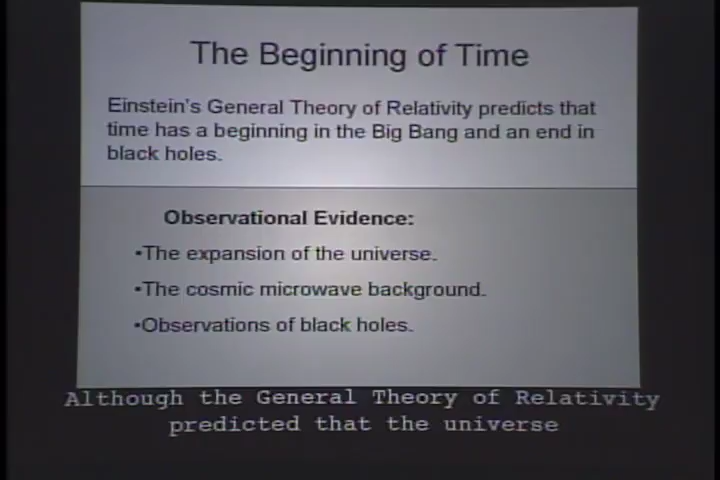 The Beginning of Time
Einstein's General Theory of Relativity predicts that
time has a beginning in the Big Bang and an end in
black holes.
Observational Evidence:
•The expansion of the universe.
•The cosmic microwave background.
•Observations of black holes.
Although the General Theory of Relativity
predicted that the universe